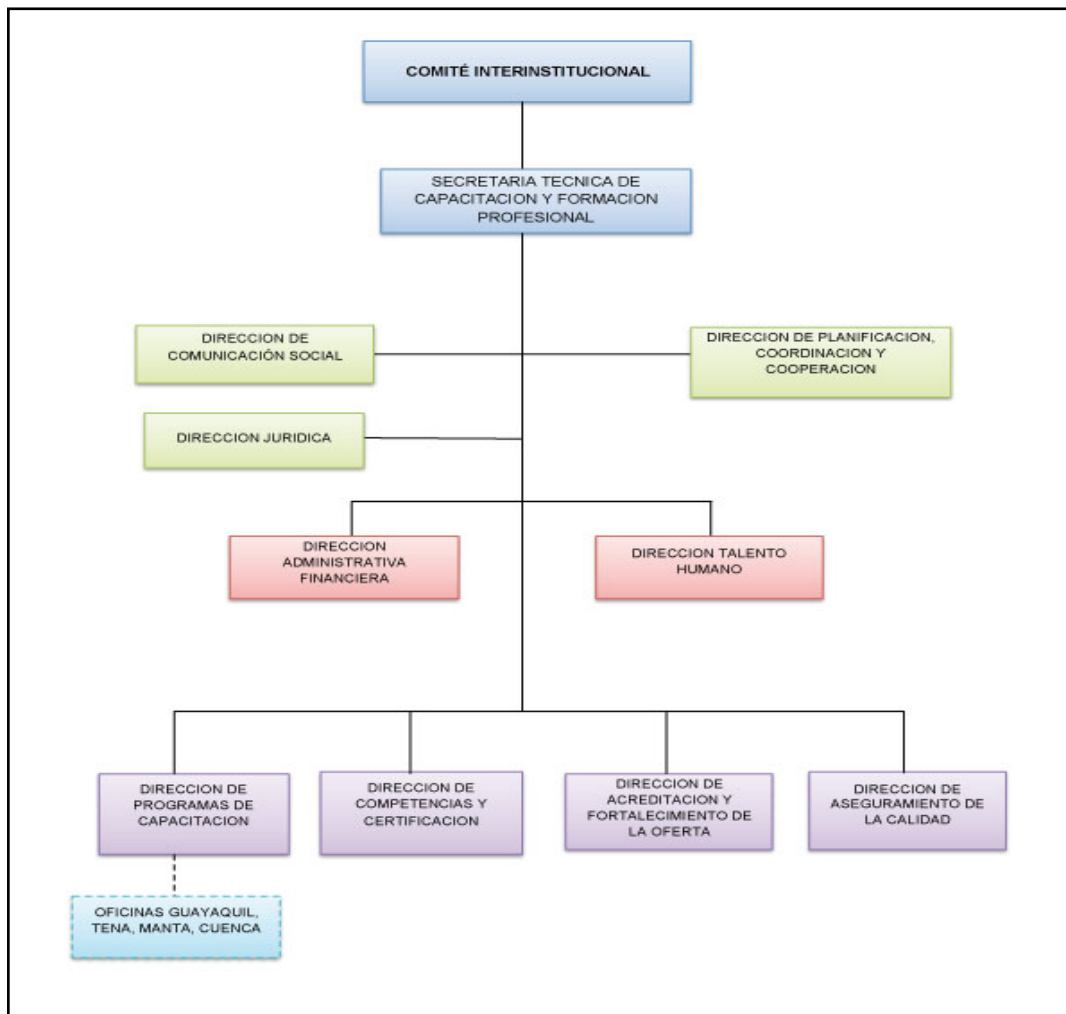 COMITÉ INTERINSTITUCIONAL
SECRETARIA TECNICA DE
CAPACITACION Y FORMACION
PROFESIONAL
DIRECCION DE
COMUNICACIÓN SOCIAL
DIRECCION DE PLANIFICACION,
COORDINACION Y
COOPERACION
DIRECCION JURIDICA
DIRECCION
ADMINISTRATIVA
FINANCIERA
DIRECCION TALENTO
HUMANO
DIRECCION DE
PROGRAMAS DE
CAPACITACION
DIRECCION DE
COMPETENCIAS Y
CERTIFICACION
DIRECCION DE
ACREDITACION Y
FORTALECIMIENTO DE
LA OFERTA
DIRECCION DE
ASEGURAMIENTO DE
LA CALIDAD
OFICINAS GUAYAQUIL,
TENA, MANTA, CUENCA